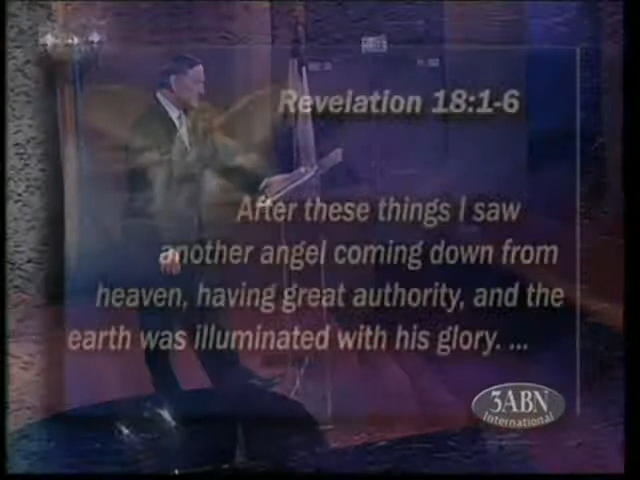 Revelation 18:1-6
After these things I saw
another angel coming down from
heaven, having great authority, and the
earth was illuminated with his glory. ...
3ABN
International